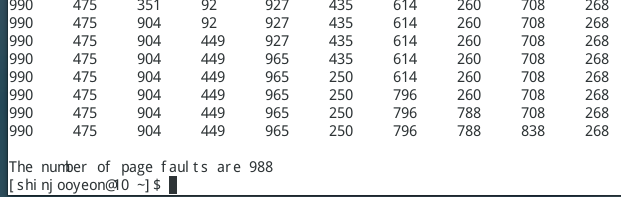 990 475 351 92 927 435 614 260 708 268
990 475 904 92 927 435 614 260 708 268
990 475 904 449 927 435 614 260 708 268
990 475 904 449 965 435 614 260 708 268
990 475 904 449 965 250 614 260 708 268
990 475 904 449 965 250 796 260 708 268
990 475 904 449 965 250 796 788 708 268
990 475 904 449 965 250 796 788 838 268
The number of page faults are 988
[shinjooyeon@10 ~]$